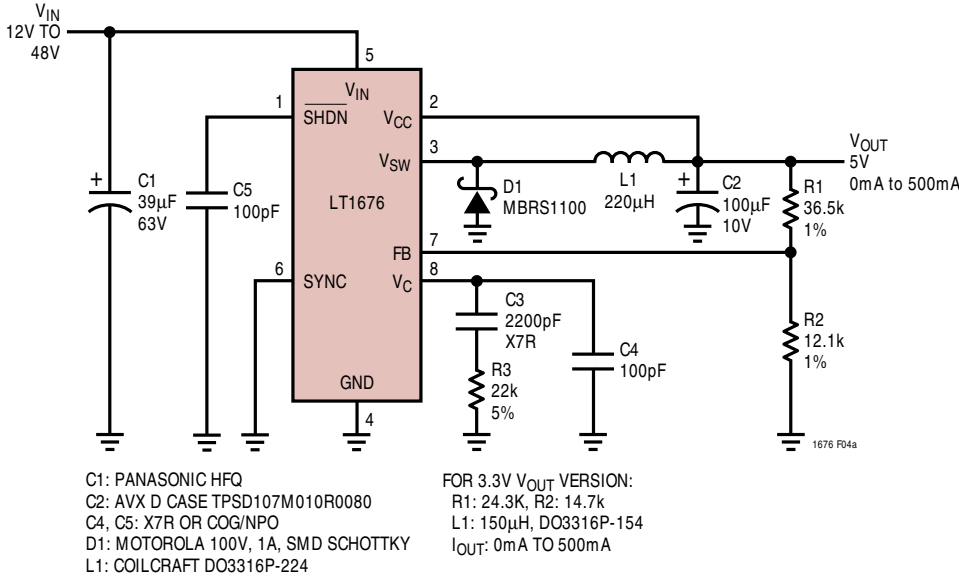 VIN
12V TO
48V
5
VIN
1
SHDN
VCC
2
VSW
3
VOUT
5V
0mA to 500mA
+
C1
39µF
63V
C5
100pF
LT1676
D1
MBRS1100
L1
220µH
+
C2
100µF
10V
R1
36.5k
1%
FB
7
6
SYNC
VC
8
C3
2200pF
X7R
C4
100pF
R2
12.1k
1%
R3
22k
5%
GND
4
1676 F04a
C1: PANASONIC HFQ
C2: AVX D CASE TPSD107M010R0080
C4, C5: X7R OR COG/NPO
D1: MOTOROLA 100V, 1A, SMD SCHOTTKY
L1: COILCRAFT DO3316P-224
FOR 3.3V VOUT VERSION:
R1: 24.3K, R2: 14.7k
L1: 150µH, DO3316P-154
IOUT: 0mA TO 500mA